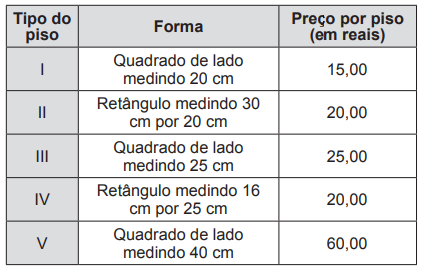 Tipo do piso
Forma
Preço por piso (em reais)
I
Quadrado de lado medindo 20 cm
15,00
II
Retângulo medindo 30 cm por 20 cm
20,00
III
Quadrado de lado medindo 25 cm
25,00
IV
Retângulo medindo 16 cm por 25 cm
20,00
V
Quadrado de lado medindo 40 cm
60,00